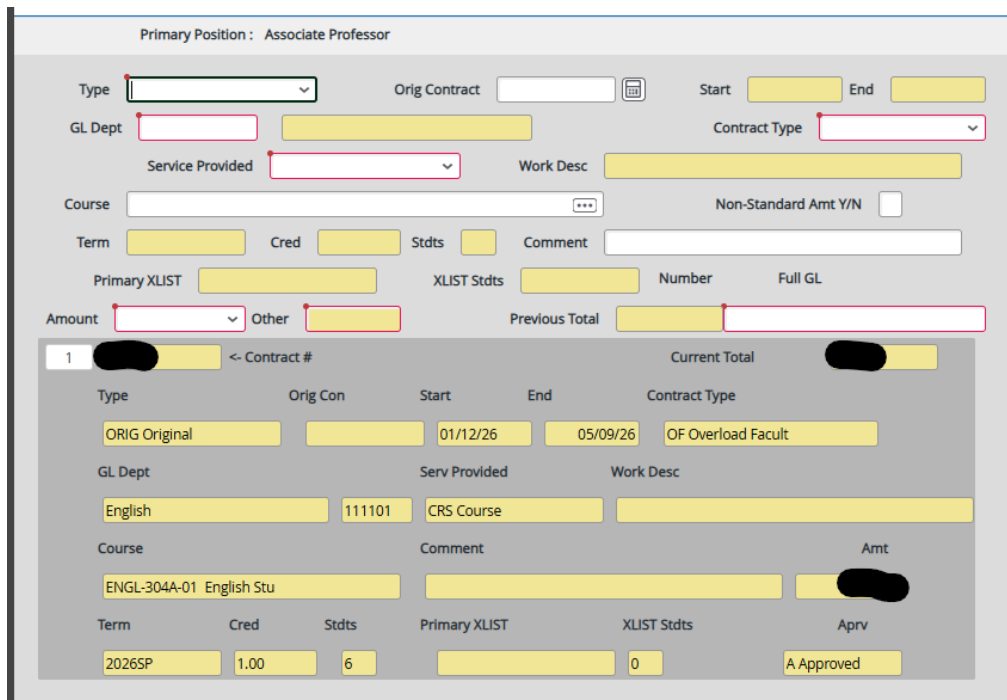 Primary Position : Associate Professor
Type Orig Contract Start End
GL Dept Contract Type
Service Provided Work Desc
Course Non-Standard Amt Y/N
Term Cred Stdts Comment
Primary XLIST XLIST Stdts Number Full GL
Amount Other Previous Total
1 <- Contract # Current Total
Type Orig Con Start End Contract Type
ORIG Original 01/12/26 05/09/26 OF Overload Facult
GL Dept Serv Provided Work Desc
English 111101 CRS Course
Course Comment Amt
ENGL-304A-01 English Stu
Term Cred Stdts Primary XLIST XLIST Stdts Aprv
2026SP 1.00 6 0 A Approved